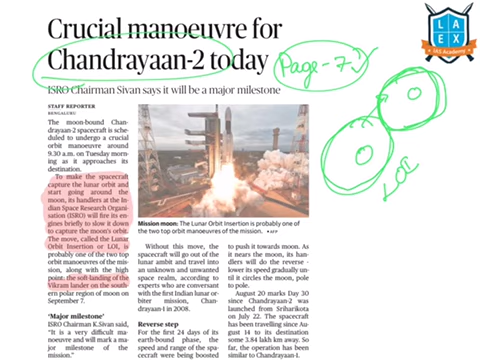 Crucial manoeuvre for
Chandrayaan-2 today
Page-7
ISRO Chairman Sivan says it will be a major milestone
LAEX
IAS Academy
STAFF REPORTER
BENGALURU
The moon-bound Chandrayaan-2 spacecraft is
scheduled to undergo a crucial
orbit manoeuvre around
9.30 a.m. on Tuesday morning
as it approaches its
destination.
To make the spacecraft
capture the lunar orbit and
start going around the
moon, its handlers at the
Indian Space Research Organisation
(ISRO) will fire its engines
briefly to slow it down
to capture the moon's orbit.
The move, called the Lunar
Orbit Insertion or LOI, is
probably one of the two top
orbit manoeuvres of the mission,
along with the high
point: the soft-landing of the
Vikram lander on the southern
polar region of moon on
September 7.
'Major milestone'
ISRO Chairman K.Sivan said,
"It is a very difficult manoeuvre
and will mark a major
milestone of the
mission."
Mission moon: The Lunar Orbit Insertion is probably one of
the two top orbit manoeuvres of the mission. AFP
Without this move, the
spacecraft will go out of the
lunar ambit and travel into
an unknown and unwanted
space realm, according to
experts who are conversant
with the first Indian lunar orbiter
mission, Chandrayaan-I
in 2008.
Reverse step
For the first 24 days of its
earth-bound phase, the
speed and range of the spacecraft
were being boosted
to push it towards moon. As
it nears the moon, its handlers
will do the reverse -
lower its speed gradually until
it circles the moon, pole
to pole.
August 20 marks Day 30
since Chandrayaan-2 was
launched from Sriharikota
on July 22. The spacecraft
has been travelling since August
14 to its destination
some 3.84 lakh km away. So
far, the operation has been
similar to Chandrayaan-I.
LOI